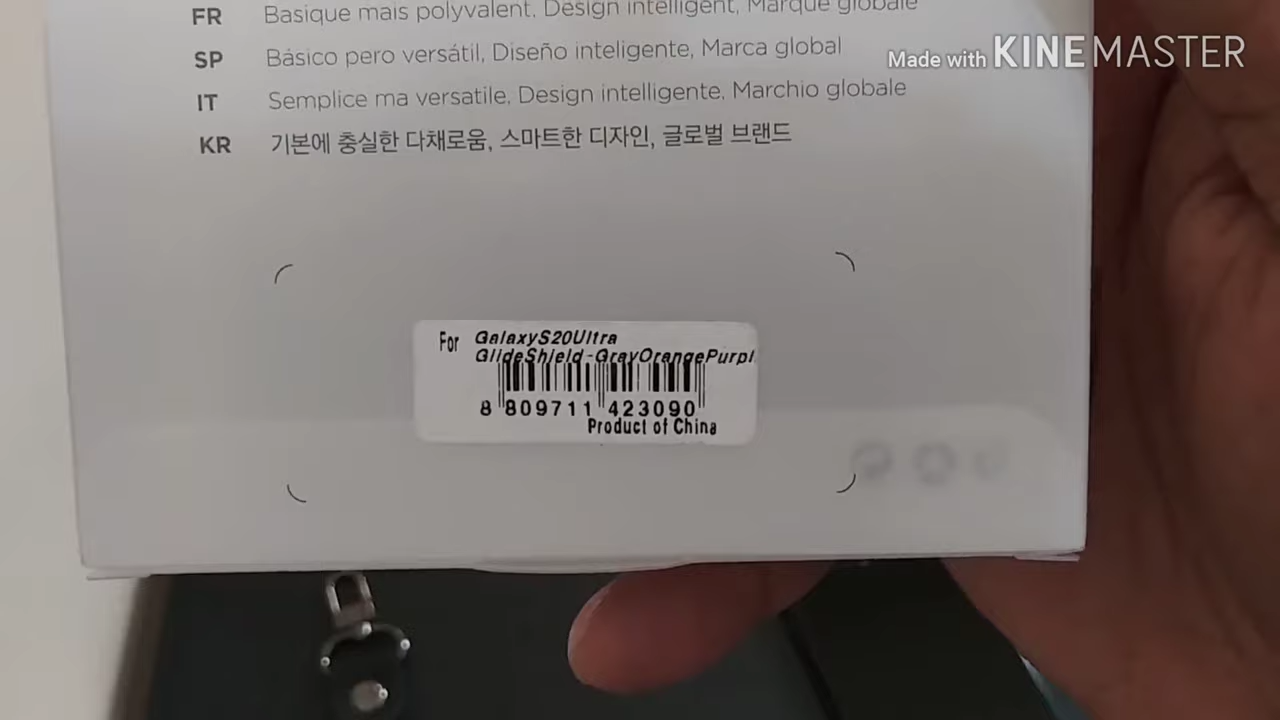 FR Basique mais polyvalent, Design intelligent, Marque globale
SP Básico pero versátil, Diseño inteligente, Marca global
Made with KINEMASTER
IT Semplice ma versatile, Design intelligente, Marchio globale
KR 기본에 충실한 다채로움, 스마트한 디자인, 글로벌 브랜드
For GalaxyS20Ultra
GlideShield-GrayOrangePurpl
8 809711 423090
Product of China